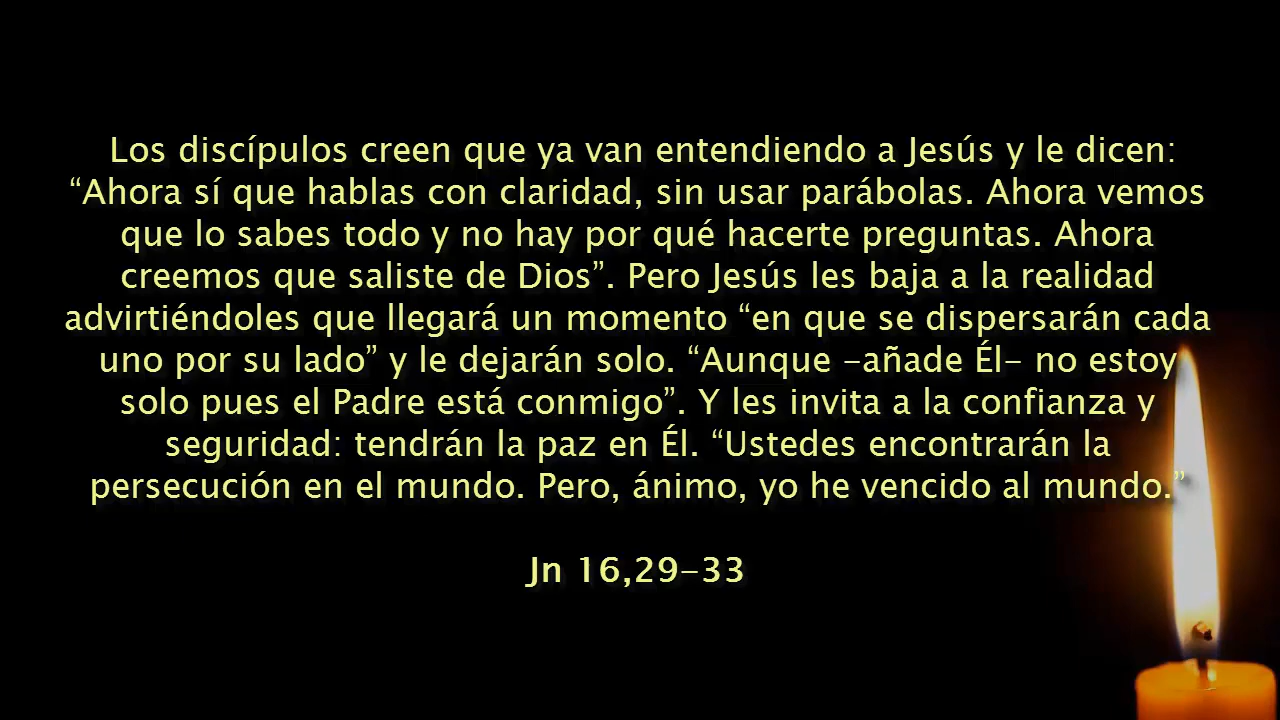 Los discípulos creen que ya van entendiendo a Jesús y le dicen:
“Ahora sí que hablas con claridad, sin usar parábolas. Ahora vemos
que lo sabes todo y no hay por qué hacerte preguntas. Ahora
creemos que saliste de Dios”. Pero Jesús les baja a la realidad
advirtiéndoles que llegará un momento “en que se dispersarán cada
uno por su lado” y le dejarán solo. “Aunque –añade Él– no estoy
solo pues el Padre está conmigo”. Y les invita a la confianza y
seguridad: tendrán la paz en Él. “Ustedes encontrarán la
persecución en el mundo. Pero, ánimo, yo he vencido al mundo.”
Jn 16,29–33